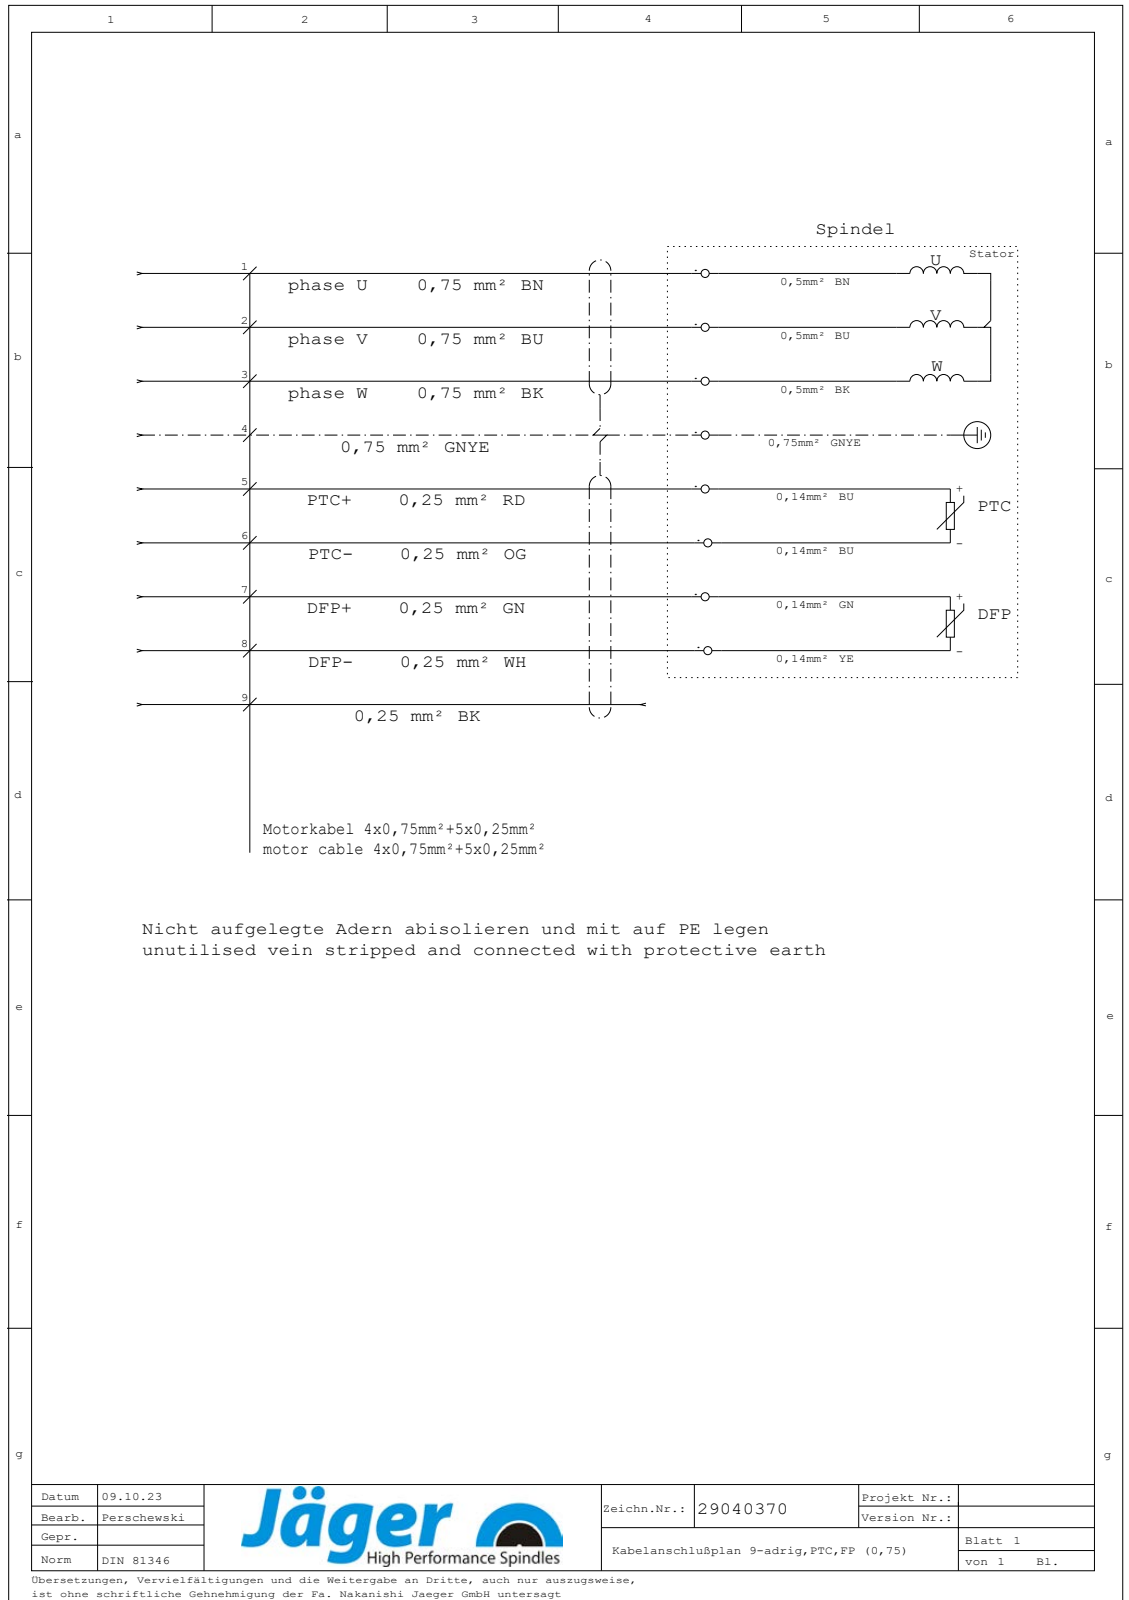 1 2 3 4 5 6
a a
Spindel
Stator
1 U
phase U 0,75 mm² BN 0,5mm² BN
2 V
phase V 0,75 mm² BU 0,5mm² BU
b b
3 W
phase W 0,75 mm² BK 0,5mm² BK
4
0,75 mm² GNYE 0,75mm² GNYE
5 +
PTC+ 0,25 mm² RD 0,14mm² BU PTC
6 -
PTC- 0,25 mm² OG 0,14mm² BU
c c
7 +
DFP+ 0,25 mm² GN 0,14mm² GN DFP
8 -
DFP- 0,25 mm² WH 0,14mm² YE
9
0,25 mm² BK
d d
Motorkabel 4x0,75mm²+5x0,25mm²
motor cable 4x0,75mm²+5x0,25mm²
Nicht aufgelegte Adern abisolieren und mit auf PE legen
unutilised vein stripped and connected with protective earth
e e
f f
g g
Datum 09.10.23
Bearb. Perschewski
Gepr.
Norm DIN 81346
Jäger
High Performance Spindles
Zeichn.Nr.: 29040370
Projekt Nr.:
Version Nr.:
Kabelanschlußplan 9-adrig,PTC,FP (0,75)
Blatt 1
von 1 Bl.
Übersetzungen, Vervielfältigungen und die Weitergabe an Dritte, auch nur auszugsweise,
ist ohne schriftliche Gehnehmigung der Fa. Nakanishi Jaeger GmbH untersagt